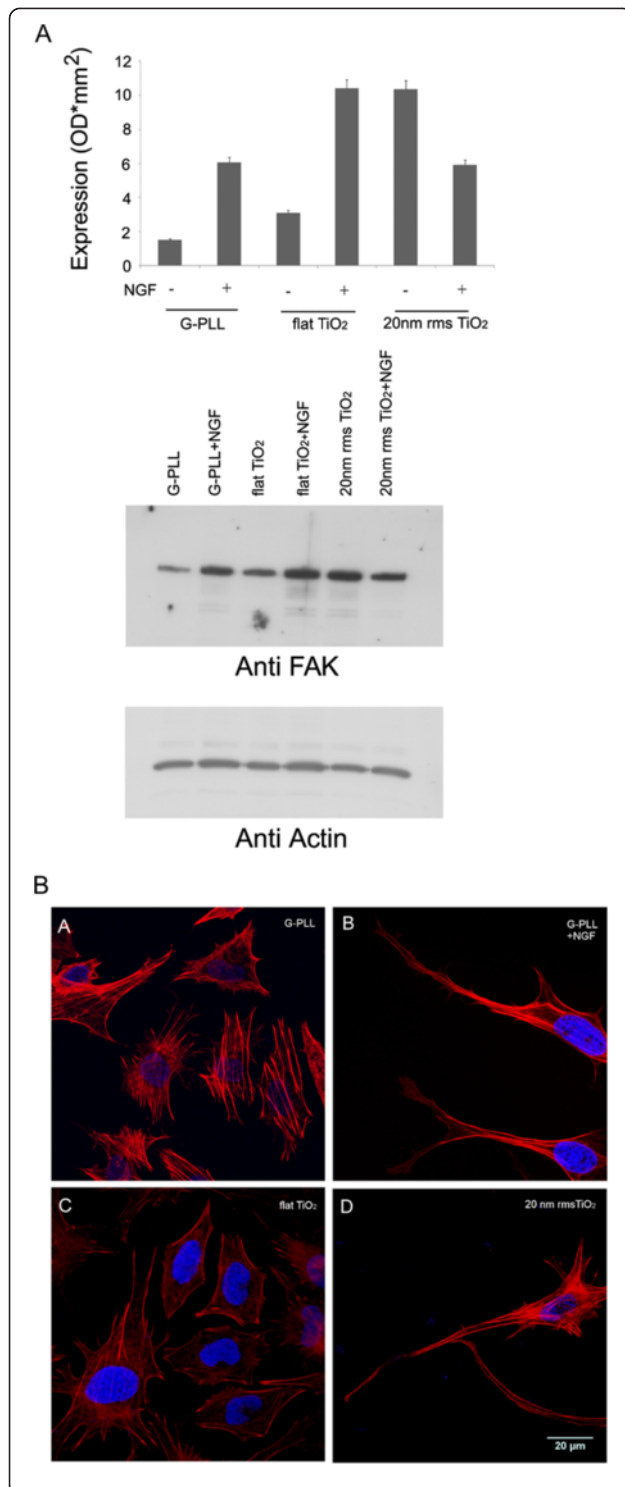 A
Expression (OD*mm²)
12
10
8
6
4
2
0
NGF - + - + - +
G-PLL flat TiO₂ 20nm rms TiO₂
G-PLL
G-PLL+NGF
flat TiO₂
flat TiO₂+NGF
20nm rms TiO₂
20nm rms TiO₂+NGF
Anti FAK
Anti Actin
B
A G-PLL
B G-PLL
+NGF
C flat TiO₂
D 20 nm rmsTiO₂
20 µm